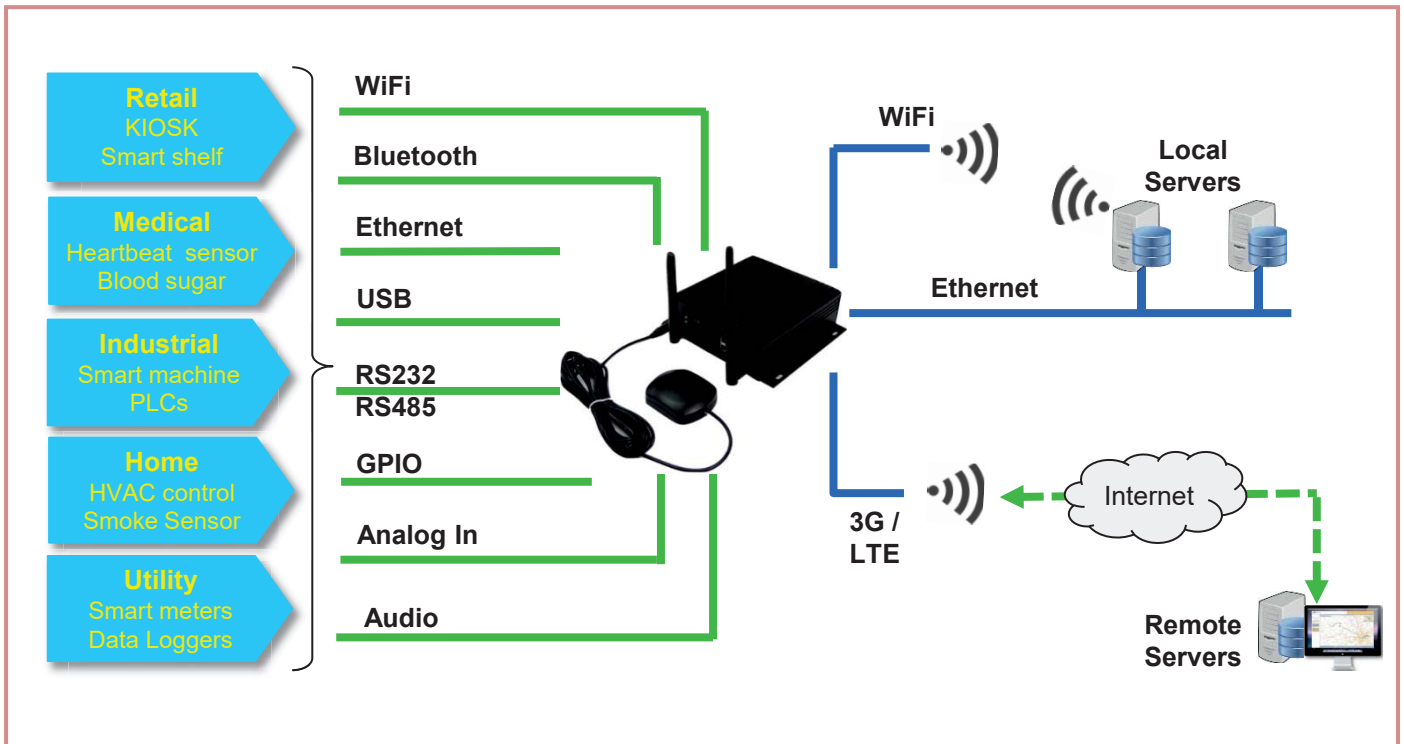 Retail
KIOSK
Smart shelf
Medical
Heartbeat sensor
Blood sugar
Industrial
Smart machine
PLCs
Home
HVAC control
Smoke Sensor
Utility
Smart meters
Data Loggers
WiFi
Bluetooth
Ethernet
USB
RS232
RS485
GPIO
Analog In
Audio
WiFi
Local
Servers
Ethernet
3G /
LTE
Internet
Remote
Servers